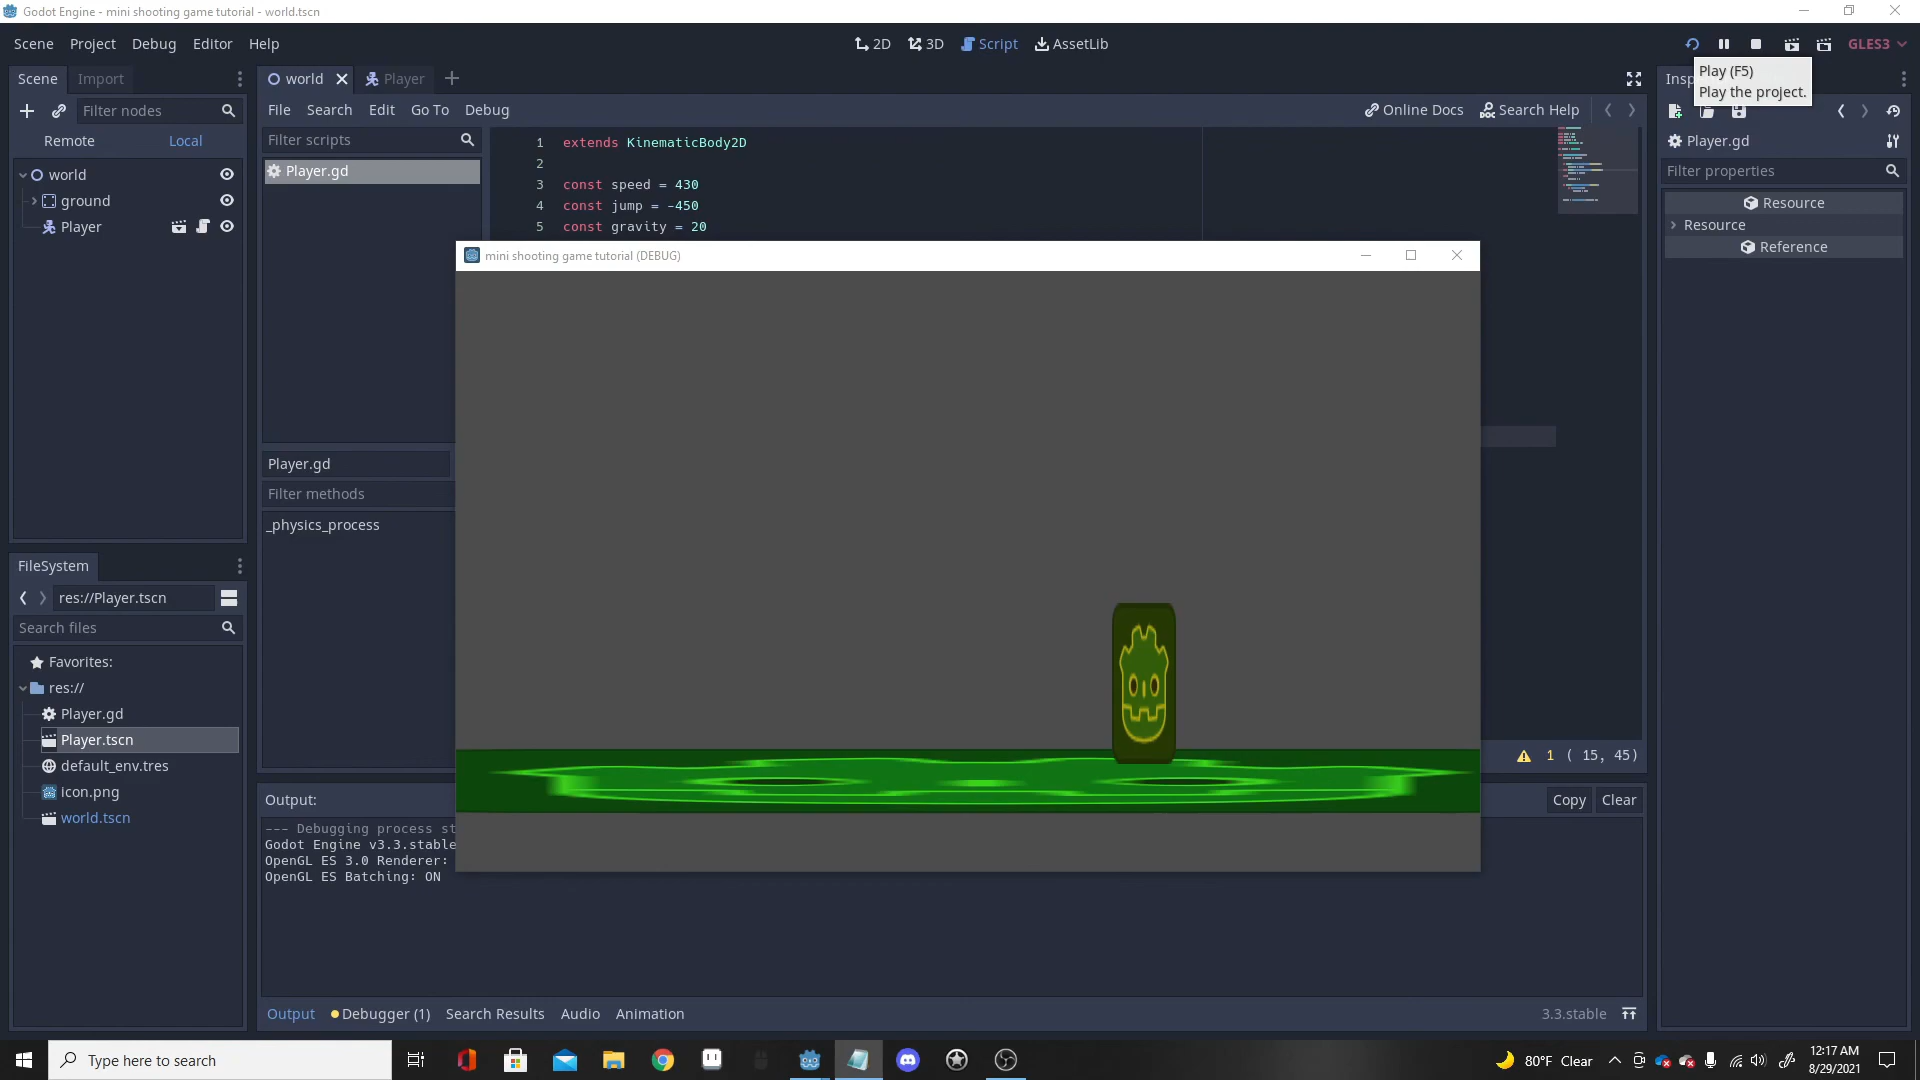 Godot Engine - mini shooting game tutorial - world.tscn
Scene Project Debug Editor Help
2D 3D Script AssetLib
GLES3
Play (F5)
Play the project.
Scene Import
world Player
Insp
Filter nodes
File Search Edit Go To Debug
Online Docs Search Help
Remote Local
Filter scripts
Player.gd
Player.gd
Filter properties
Resource
Resource
Reference
world
ground
Player
1 extends KinematicBody2D
2
3 const speed = 430
4 const jump = -450
5 const gravity = 20
mini shooting game tutorial (DEBUG)
Player.gd
Filter methods
_physics_process
FileSystem
res://Player.tscn
Search files
Favorites:
res://
Player.gd
Player.tscn
default_env.tres
icon.png
world.tscn
1 ( 15, 45)
Output:
Copy Clear
--- Debugging process st
Godot Engine v3.3.stable
OpenGL ES 3.0 Renderer:
OpenGL ES Batching: ON
Output Debugger (1) Search Results Audio Animation
3.3.stable
Type here to search
80°F Clear
12:17 AM
8/29/2021